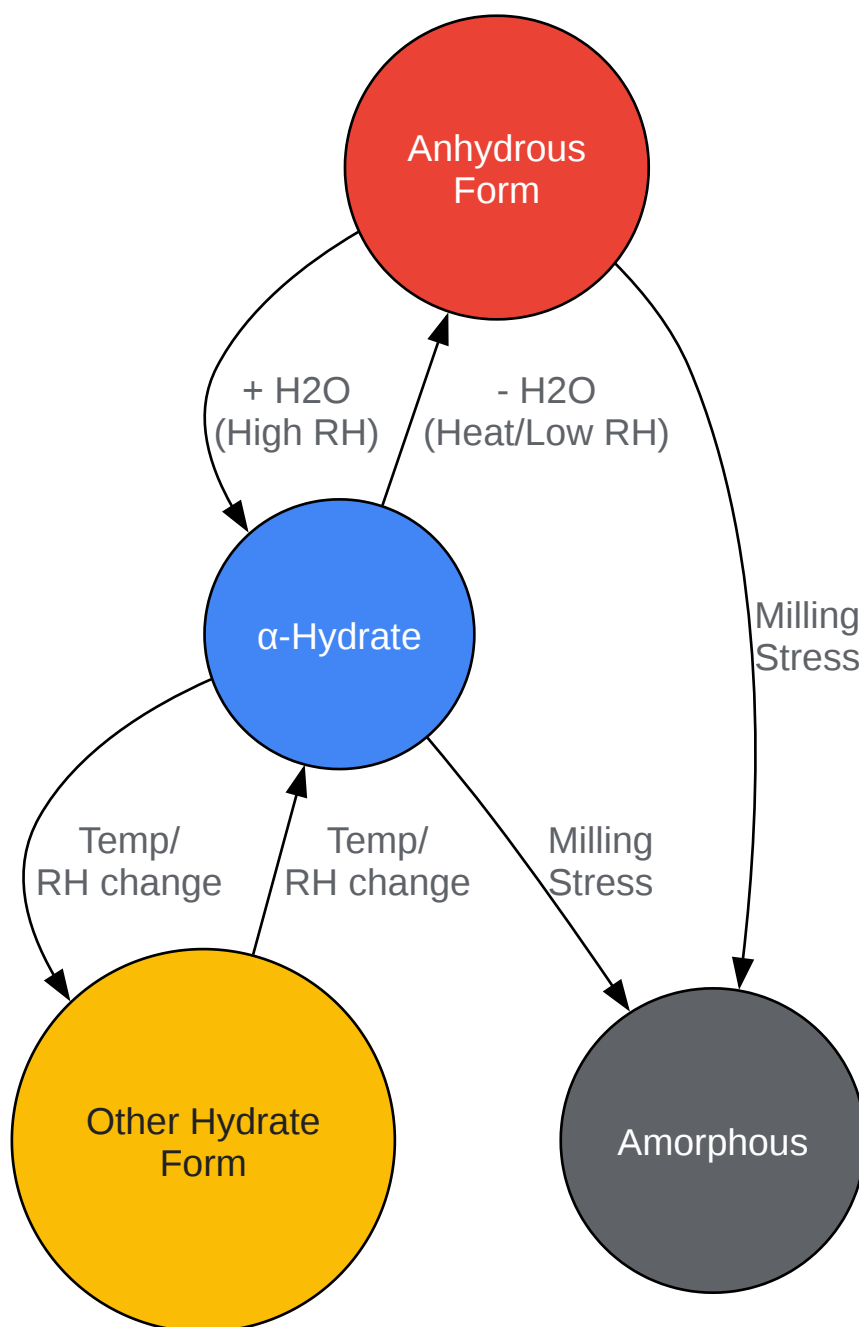 Anhydrous
Form
+ H2O
(High RH)
- H2O
(Heat/Low RH)
Milling
Stress
α-Hydrate
Temp/
RH change
Temp/
RH change
Milling
Stress
Other Hydrate
Form
Amorphous